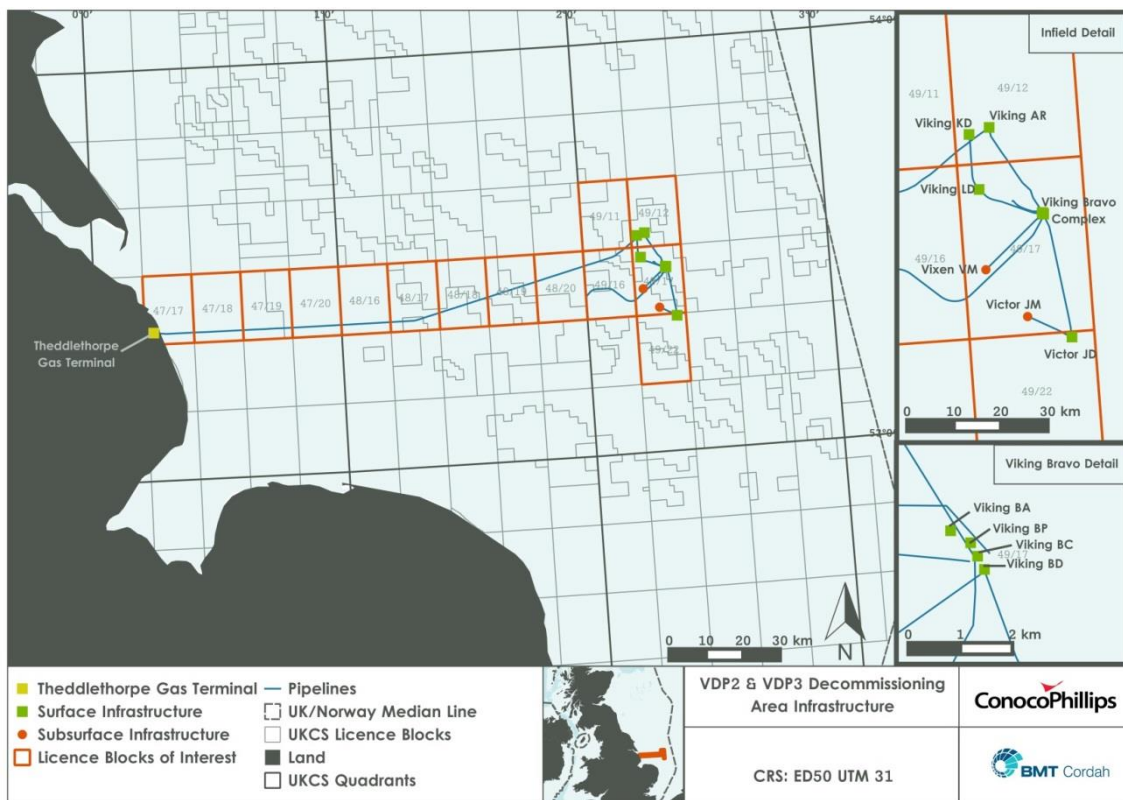 0°0'
1°0'
2°0'
3°0'
54°0'
53°0'
49/11
49/12
49/16
49/17
49/22
47/17
47/18
47/19
47/20
48/16
48/17
48/18
48/19
48/20
Theddlethorpe
Gas Terminal
0 10 20 30 km
N
Infield Detail
49/11
49/12
Viking KD
Viking AR
Viking LD
Viking Bravo
Complex
49/16
49/17
Vixen VM
Victor JM
Victor JD
49/22
0 10 20 30 km
Viking Bravo Detail
Viking BA
Viking BP
Viking BC
49/17
Viking BD
0 1 2 km
Theddlethorpe Gas Terminal
Surface Infrastructure
Subsurface Infrastructure
Licence Blocks of Interest
Pipelines
UK/Norway Median Line
UKCS Licence Blocks
Land
UKCS Quadrants
VDP2 & VDP3 Decommissioning
Area Infrastructure
CRS: ED50 UTM 31
ConocoPhillips
BMT Cordah